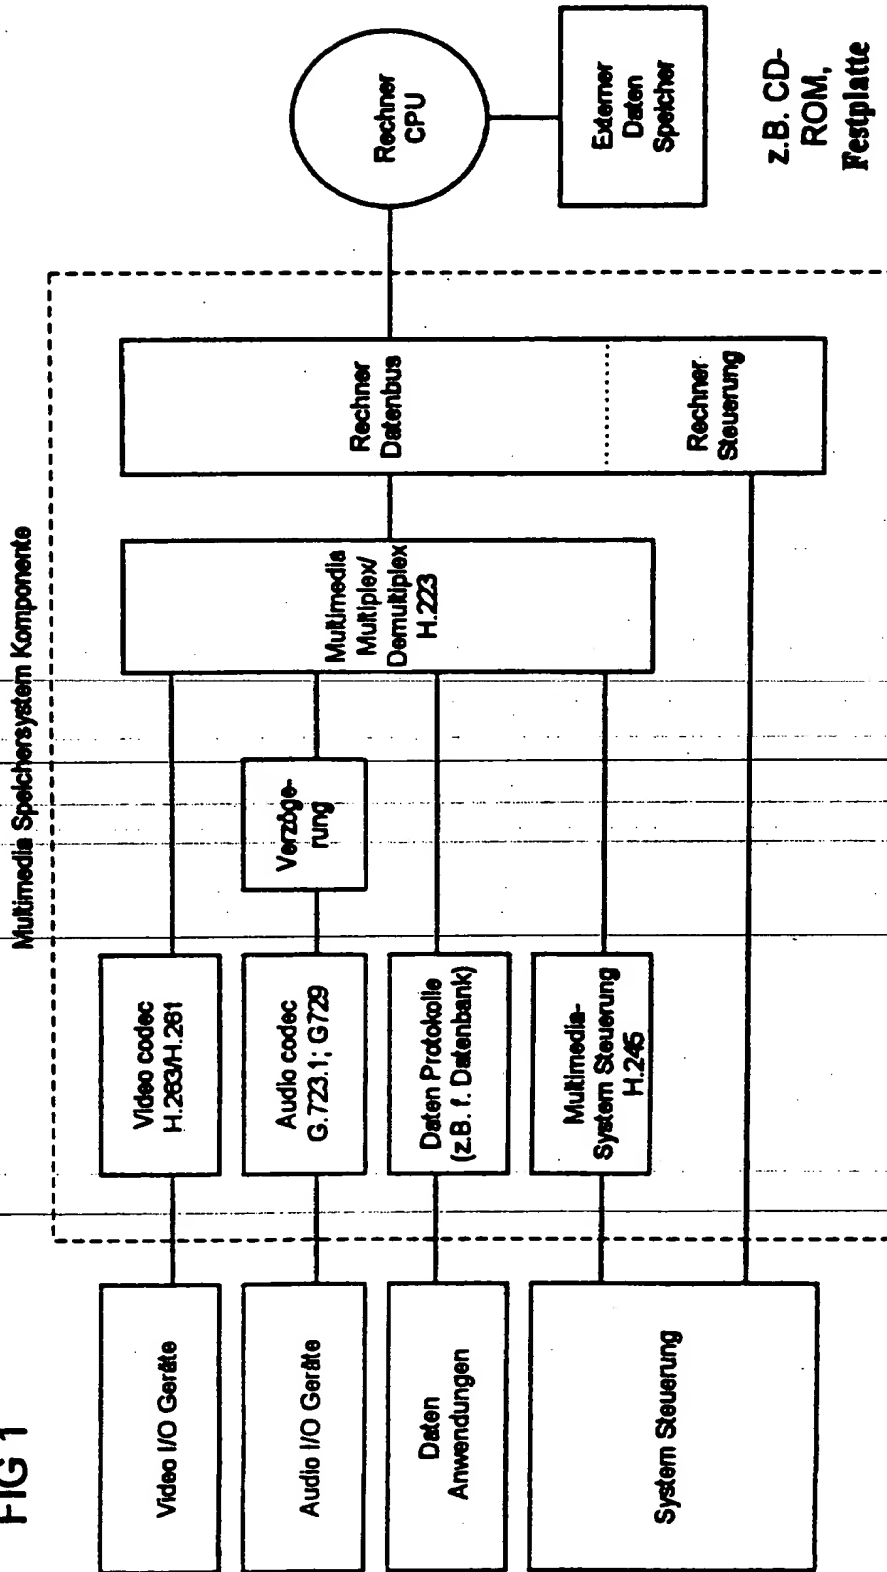 FIG 1
Multimedia Speichersystem Komponente
Video I/O Geräte
Video codec
H.263/H.261
Audio I/O Geräte
Audio codec
G.723.1; G729
Verzöge-
rung
Daten
Anwendungen
Daten Protokolle
(z.B. f. Datenbank)
System Steuerung
Multimedia-
System Steuerung
H.245
Multimedia
Multiplex/
Demultiplex
H.223
Rechner
Datenbus
Rechner
Steuerung
Rechner
CPU
Externer
Daten
Speicher
z.B. CD-
ROM,
Festplatte